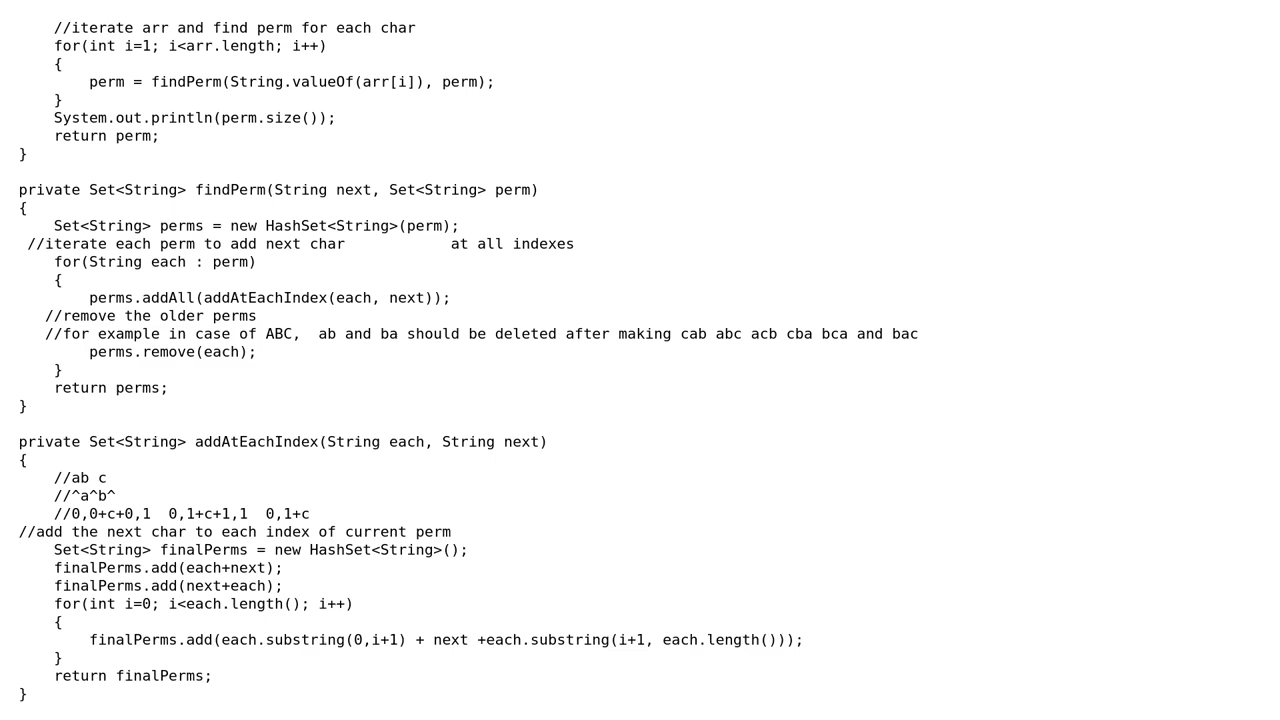 //iterate arr and find perm for each char
    for(int i=1; i<arr.length; i++)
    {
        perm = findPerm(String.valueOf(arr[i]), perm);
    }
    System.out.println(perm.size());
    return perm;
}

private Set<String> findPerm(String next, Set<String> perm)
{
    Set<String> perms = new HashSet<String>(perm);
 //iterate each perm to add next char            at all indexes
    for(String each : perm)
    {
        perms.addAll(addAtEachIndex(each, next));
   //remove the older perms
   //for example in case of ABC,  ab and ba should be deleted after making cab abc acb cba bca and bac
        perms.remove(each);
    }
    return perms;
}

private Set<String> addAtEachIndex(String each, String next)
{
    //ab c
    //^a^b^
    //0,0+c+0,1  0,1+c+1,1  0,1+c
//add the next char to each index of current perm
    Set<String> finalPerms = new HashSet<String>();
    finalPerms.add(each+next);
    finalPerms.add(next+each);
    for(int i=0; i<each.length(); i++)
    {
        finalPerms.add(each.substring(0,i+1) + next +each.substring(i+1, each.length()));
    }
    return finalPerms;
}